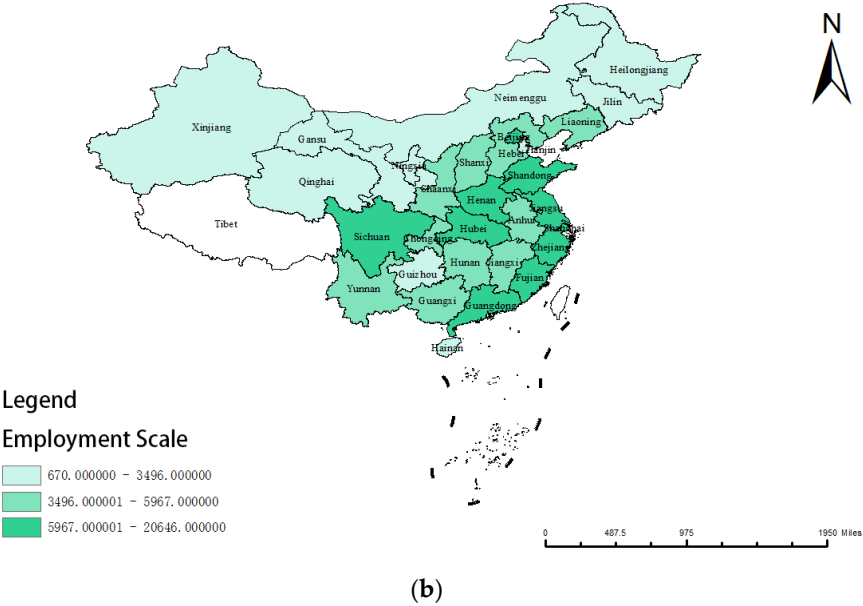 N
Heilongjiang
Jilin
Neimenggu
Liaoning
Xinjiang
Gansu
Beijing
Tianjin
Hebei
Ningxia
Shanxi
Qinghai
Shandong
Shaanxi
Henan
Jiangsu
Tibet
Anhui
Shanghai
Sichuan
Hubei
Chongqing
Zhejiang
Hunan
Jiangxi
Guizhou
Fujian
Yunnan
Guangxi
Guangdong
Hainan
Legend
Employment Scale
670.000000 - 3496.000000
3496.000001 - 5967.000000
5967.000001 - 20646.000000
0 487.5 975 1950 Miles
(b)